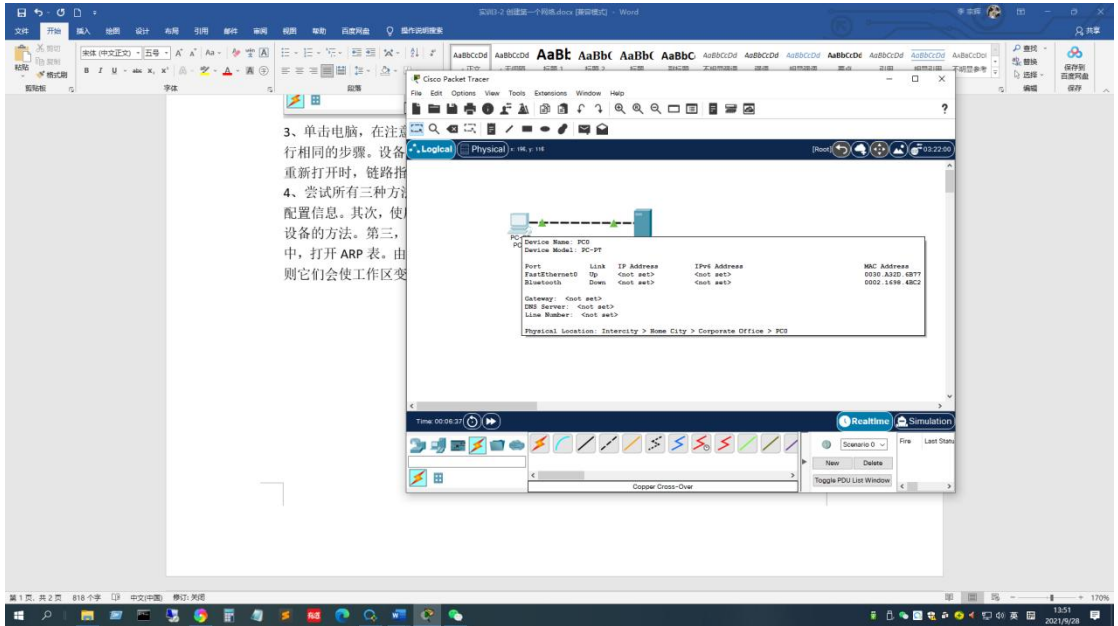 实训3-2 创建第一个网络.docx [兼容模式] - Word
文件 开始 插入 绘图 设计 布局 引用 邮件 审阅 视图 帮助 百度网盘 操作说明搜索
共享
剪切
复制
格式刷
粘贴
宋体 (中文正文) 五号
剪贴板 字体 段落
AaBbCcDd AaBbCcDd AaBb AaBbC AaBbC AaBbC AaBbCcDd AaBbCcDd AaBbCcDd AaBbCcDd AaBbCcDd AaBbCcDd AaBbCcDd AaBbCcDd
查找
替换
选择
编辑
保存到
百度网盘
保存
3、单击电脑，在注意
行相同的步骤。设备
重新打开时，链路指
4、尝试所有三种方法
配置信息。其次，使用
设备的方法。第三，
中，打开 ARP 表。由
则它们会使工作区变
Cisco Packet Tracer
File Edit Options View Tools Extensions Window Help
?
Logical Physical
[Root] 03:22:00
Device Name: PC0
Device Model: PC-PT
Port Link IP Address IPv6 Address MAC Address
FastEthernet0 Up <not set> <not set> 0030.A32D.6B77
Bluetooth Down <not set> <not set> 0002.1698.4BC2
Gateway: <not set>
DNS Server: <not set>
Line Number: <not set>
Physical Location: Intercity > Home City > Corporate Office > PC0
Time: 00:06:37
Realtime Simulation
Scenario 0
Fire Last Statu
New Delete
Toggle PDU List Window
Copper Cross-Over
第 1 页, 共 2 页 818 个字 中文(中国) 修订: 关闭
170%
英
13:51
2021/9/28